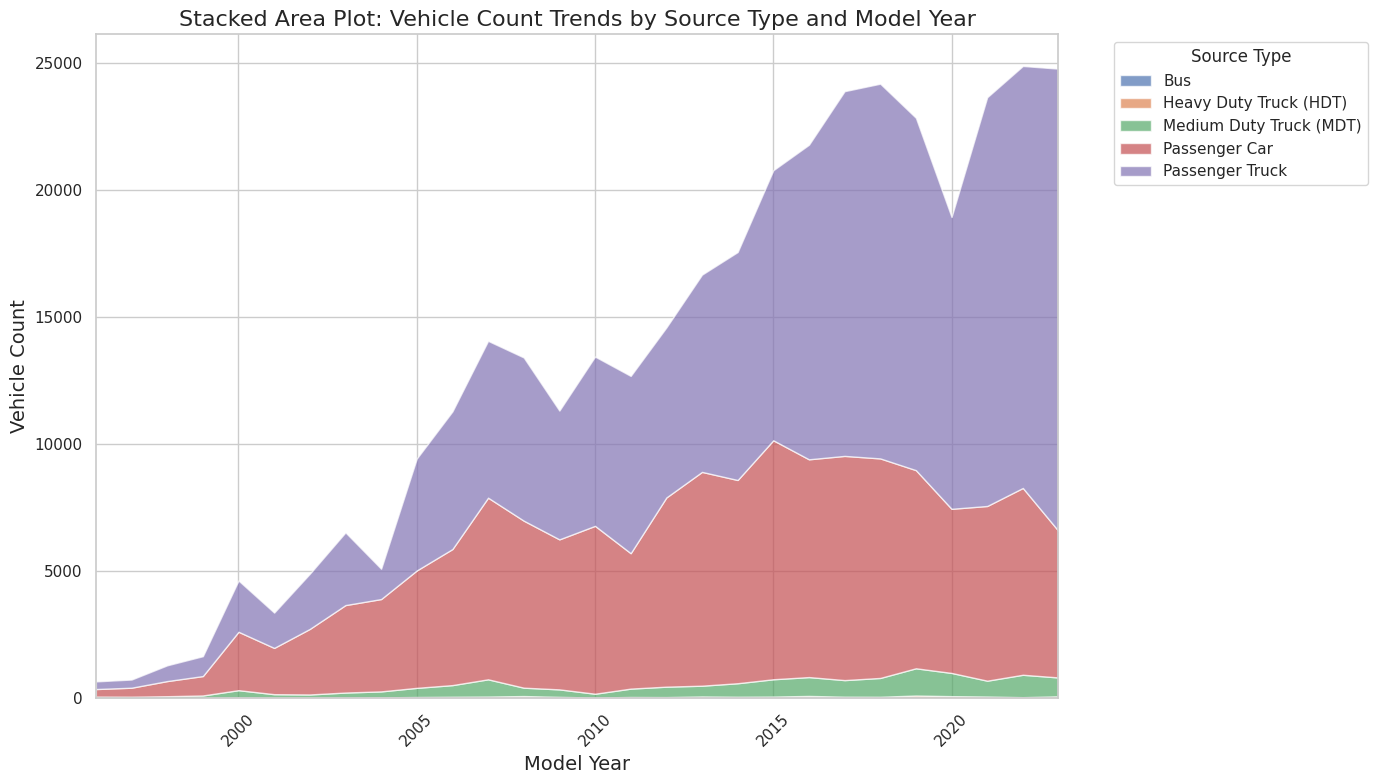 Stacked Area Plot: Vehicle Count Trends by Source Type and Model Year
Source Type
Bus
Heavy Duty Truck (HDT)
Medium Duty Truck (MDT)
Passenger Car
Passenger Truck
Vehicle Count
25000
20000
15000
10000
5000
0
2000
2005
2010
2015
2020
Model Year